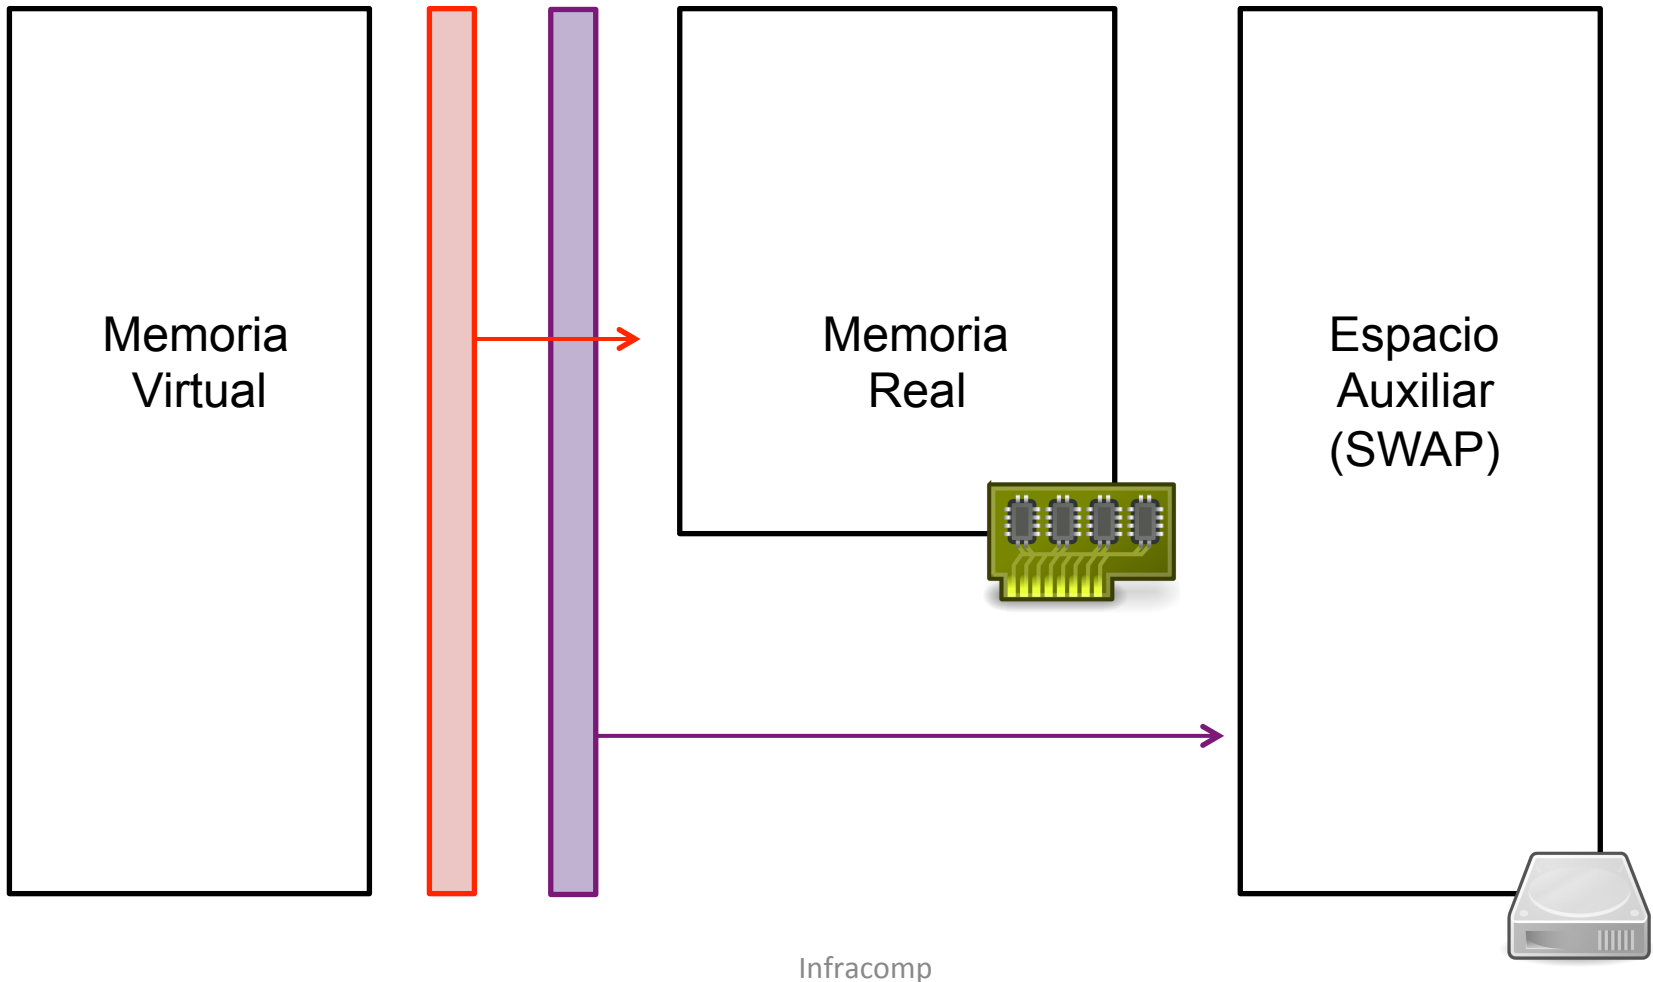 Memoria
Virtual
Memoria
Real
Espacio
Auxiliar
(SWAP)
Infracomp